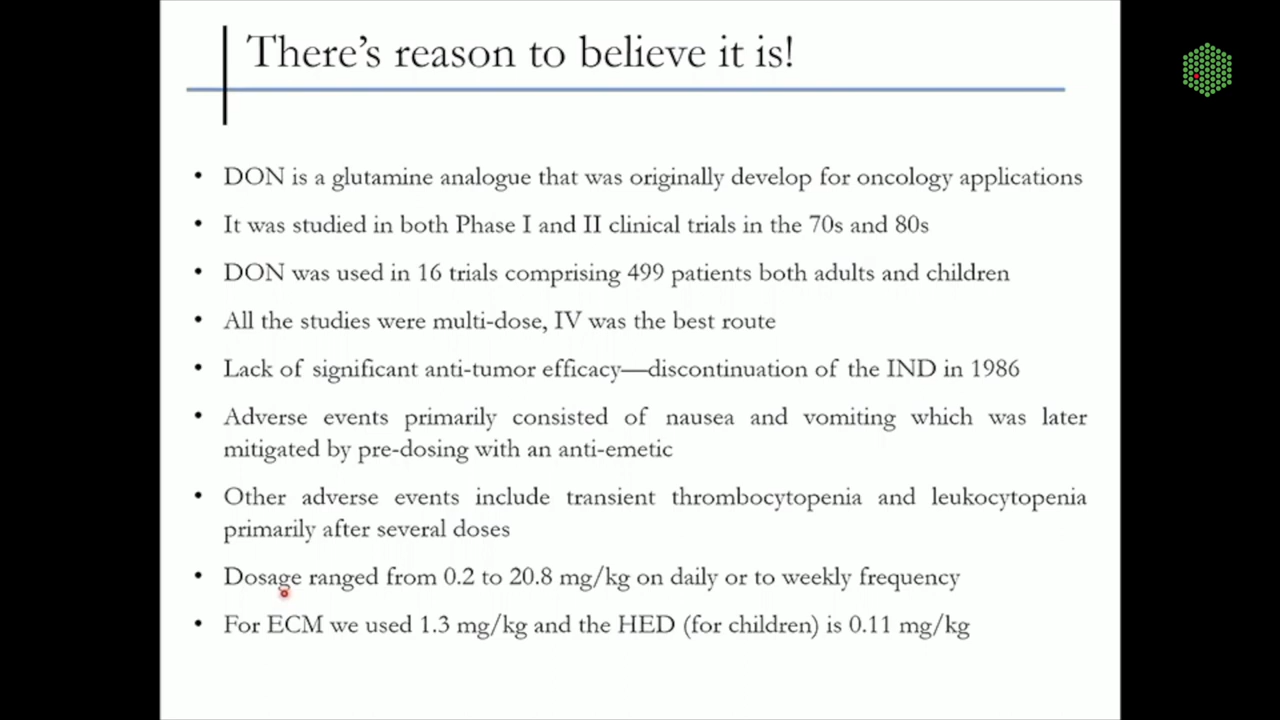 There's reason to believe it is!
• DON is a glutamine analogue that was originally develop for oncology applications
• It was studied in both Phase I and II clinical trials in the 70s and 80s
• DON was used in 16 trials comprising 499 patients both adults and children
• All the studies were multi-dose, IV was the best route
• Lack of significant anti-tumor efficacy—discontinuation of the IND in 1986
• Adverse events primarily consisted of nausea and vomiting which was later
mitigated by pre-dosing with an anti-emetic
• Other adverse events include transient thrombocytopenia and leukocytopenia
primarily after several doses
• Dosage ranged from 0.2 to 20.8 mg/kg on daily or to weekly frequency
• For ECM we used 1.3 mg/kg and the HED (for children) is 0.11 mg/kg